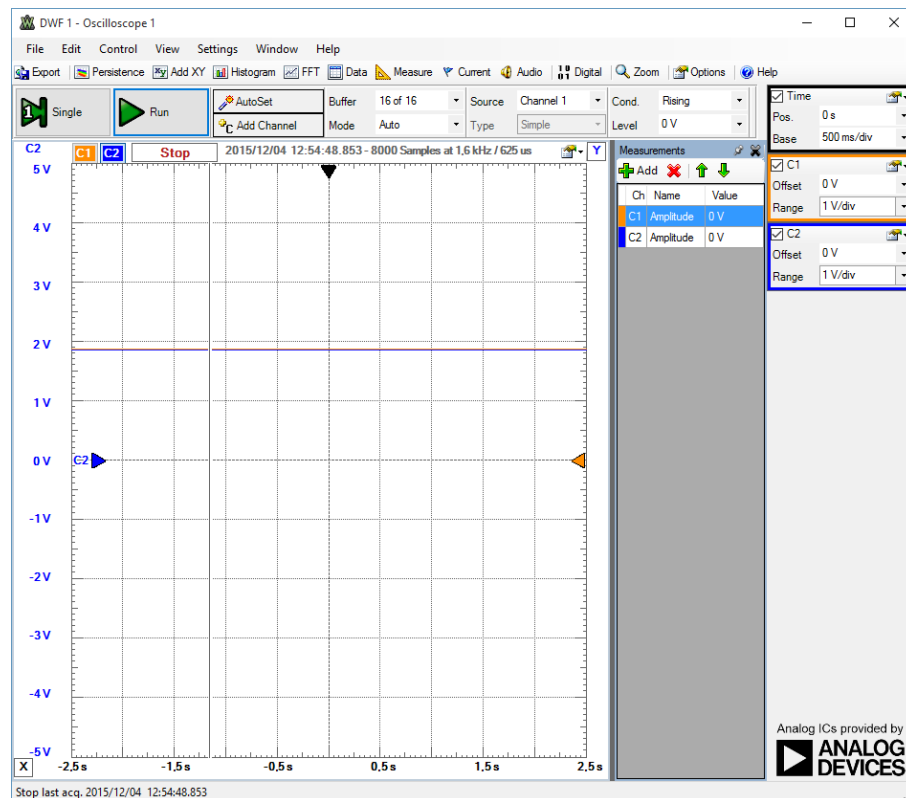 DWF 1 - Oscilloscope 1
File Edit Control View Settings Window Help
Export Persistence Xy Add XY Histogram FFT Data Measure Current Audio Digital Zoom Options Help
1 Single Run AutoSet Buffer 16 of 16 Source Channel 1 Cond. Rising
C Add Channel Mode Auto Type Simple Level 0 V
Time
Pos. 0 s
Base 500 ms/div
C2 C1 C2 Stop 2015/12/04 12:54:48.853 - 8000 Samples at 1,6 kHz / 625 us Y
Measurements
Add
Ch Name Value
C1 Amplitude 0 V
C2 Amplitude 0 V
C1
Offset 0 V
Range 1 V/div
C2
Offset 0 V
Range 1 V/div
5 V
4 V
3 V
2 V
1 V
0 V C2
-1 V
-2 V
-3 V
-4 V
-5 V
X -2,5 s -1,5 s -0,5 s 0,5 s 1,5 s 2,5 s
Analog ICs provided by
ANALOG
DEVICES
Stop last acq. 2015/12/04 12:54:48.853